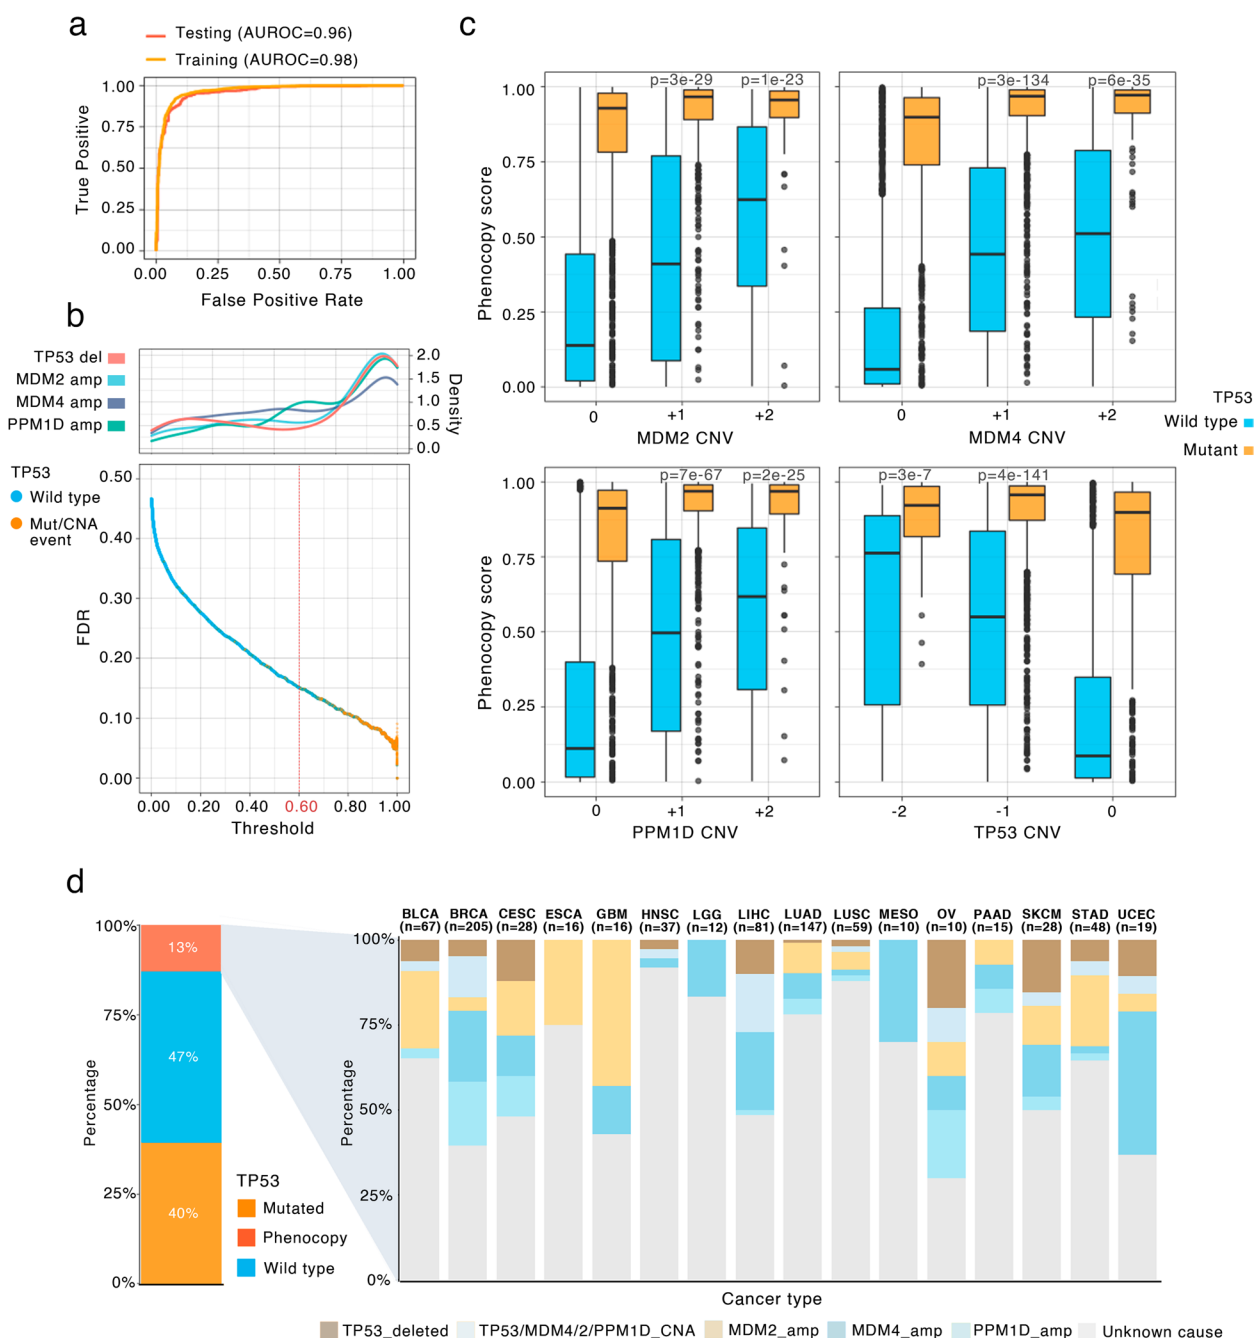 a
Testing (AUROC=0.96)
Training (AUROC=0.98)
1.00
0.75
0.50
0.25
0.00
True Positive
0.00 0.25 0.50 0.75 1.00
False Positive Rate
b
TP53 del
MDM2 amp
MDM4 amp
PPM1D amp
2.0
1.5
1.0
0.5
0.0
Density
TP53
Wild type
Mut/CNA
event
0.50
0.40
0.30
0.20
0.10
0.00
FDR
0.00 0.20 0.40 0.60 0.80 1.00
Threshold
c
p=3e-29 p=1e-23
1.00
0.75
0.50
0.25
0.00
Phenocopy score
0 +1 +2
MDM2 CNV
p=3e-134 p=6e-35
0 +1 +2
MDM4 CNV
TP53
Wild type
Mutant
p=7e-67 p=2e-25
1.00
0.75
0.50
0.25
0.00
Phenocopy score
0 +1 +2
PPM1D CNV
p=3e-7 p=4e-141
-2 -1 0
TP53 CNV
d
100%
75%
50%
25%
0%
Percentage
13%
47%
40%
TP53
Mutated
Phenocopy
Wild type
BLCA BRCA CESC ESCA GBM HNSC LGG LIHC LUAD LUSC MESO OV PAAD SKCM STAD UCEC
(n=67) (n=205) (n=28) (n=16) (n=16) (n=37) (n=12) (n=81) (n=147) (n=59) (n=10) (n=10) (n=15) (n=28) (n=48) (n=19)
100%
75%
50%
25%
0%
Percentage
Cancer type
TP53_deleted TP53/MDM4/2/PPM1D_CNA MDM2_amp MDM4_amp PPM1D_amp Unknown cause